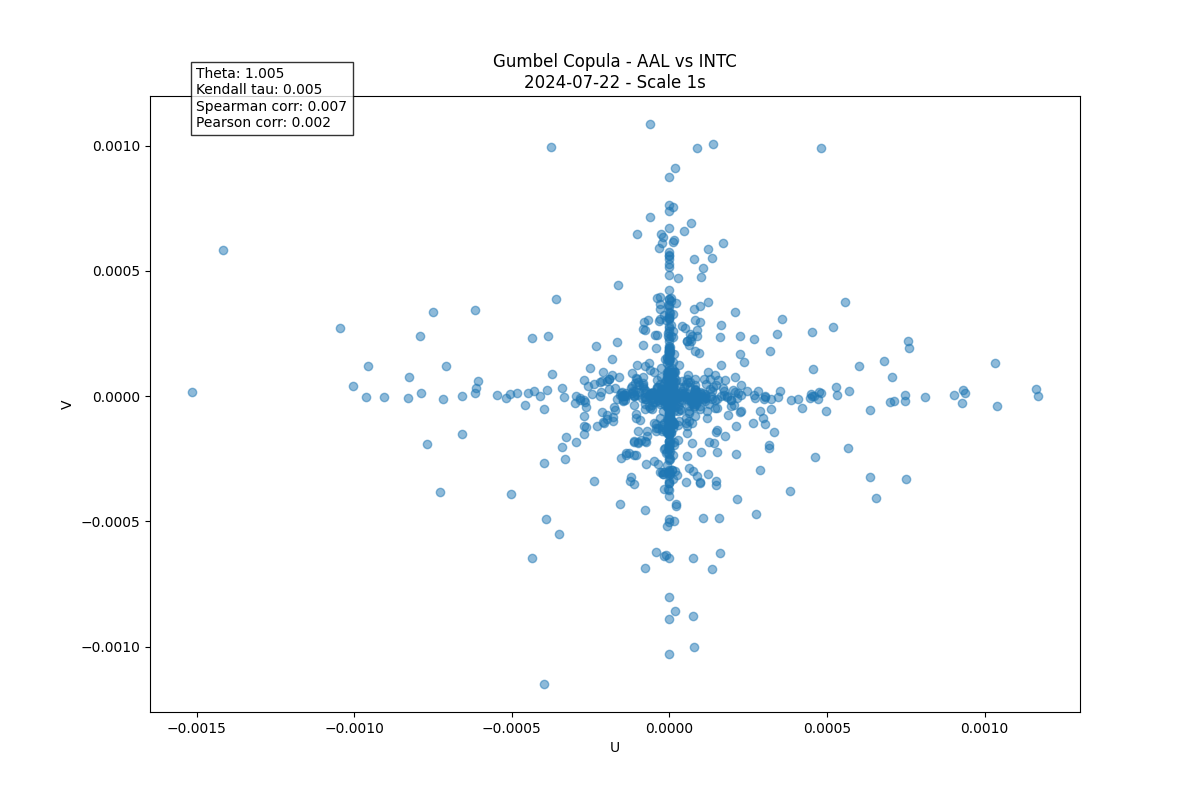 Gumbel Copula - AAL vs INTC
2024-07-22 - Scale 1s
Theta: 1.005
Kendall tau: 0.005
Spearman corr: 0.007
Pearson corr: 0.002
0.0010
0.0005
0.0000
−0.0005
−0.0010
V
−0.0015
−0.0010
−0.0005
0.0000
0.0005
0.0010
U